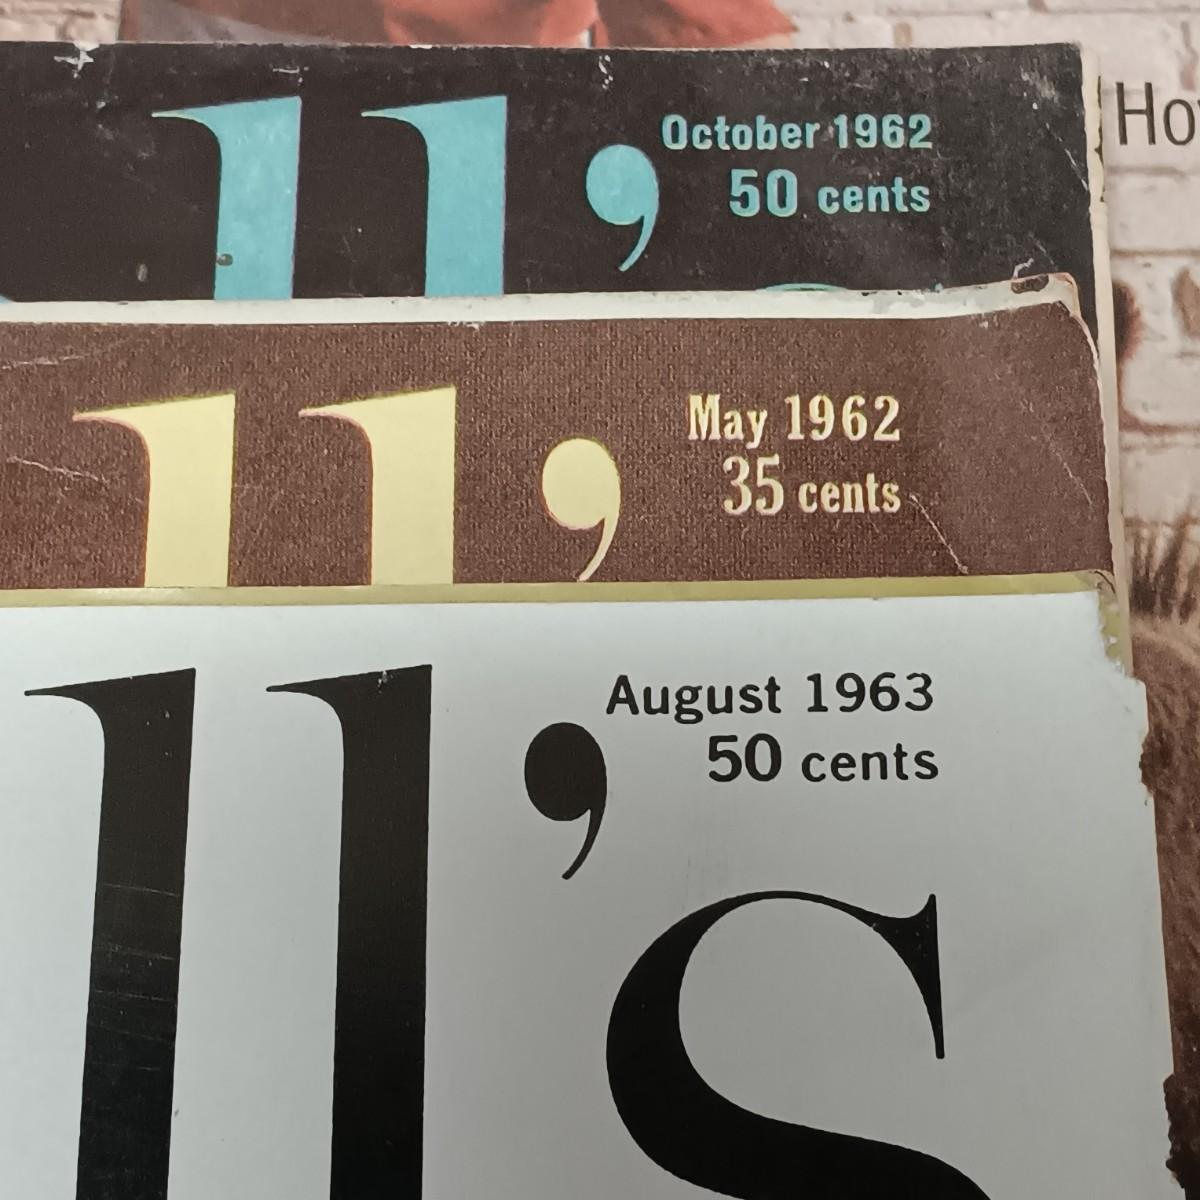 ll,
October 1962
50 cents
Ho
ll,
May 1962
35 cents
ll's
August 1963
50 cents